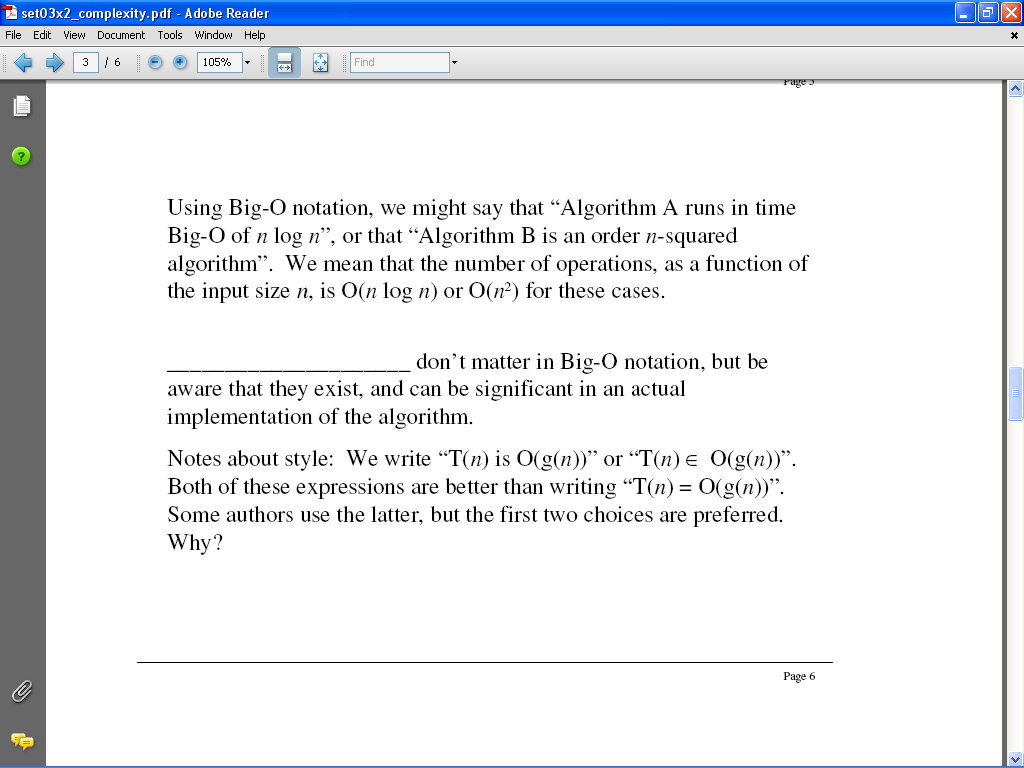 set03x2_complexity.pdf - Adobe Reader
File Edit View Document Tools Window Help
3 / 6 105% Find
Page 5
Using Big-O notation, we might say that “Algorithm A runs in time
Big-O of n log n”, or that “Algorithm B is an order n-squared
algorithm”. We mean that the number of operations, as a function of
the input size n, is O(n log n) or O(n²) for these cases.
______________________ don’t matter in Big-O notation, but be
aware that they exist, and can be significant in an actual
implementation of the algorithm.
Notes about style: We write “T(n) is O(g(n))” or “T(n) ∈ O(g(n))”.
Both of these expressions are better than writing “T(n) = O(g(n))”.
Some authors use the latter, but the first two choices are preferred.
Why?
Page 6